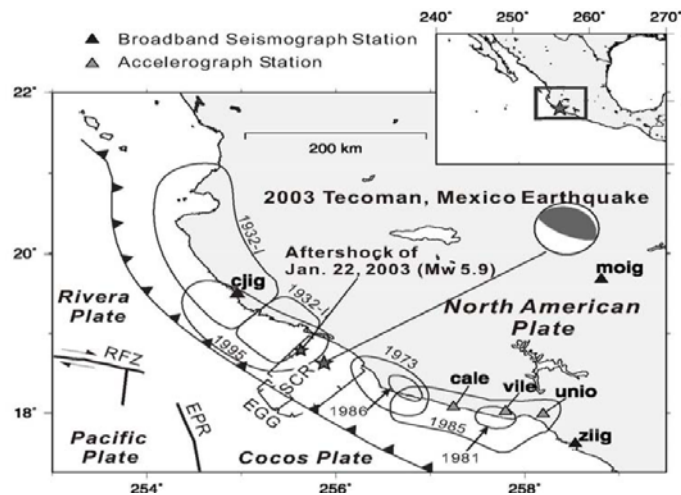 ▲ Broadband Seismograph Station
▲ Accelerograph Station
240° 250° 260° 270°
20°
22°
200 km
2003 Tecoman, Mexico Earthquake
1932-I
Aftershock of
Jan. 22, 2003 (Mw 5.9)
20°
cjig
moig
Rivera
Plate
1932-I
North American
Plate
RFZ
1995
SCR
1973
cale
vile
unio
18°
EGG
1986
1985
1981
ziig
EPR
Pacific
Plate
Cocos Plate
254° 256° 258°